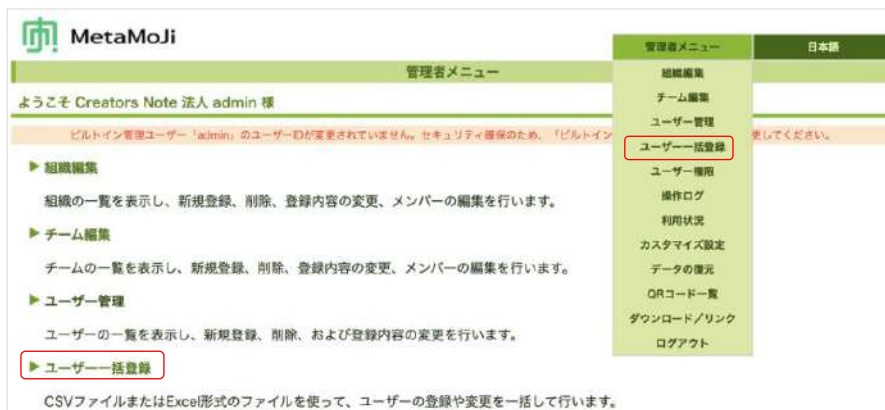 MetaMoJi
管理者メニュー
日本語
管理者メニュー
ようこそ Creators Note 法人 admin 様
ビルトイン管理ユーザー「admin」のユーザーIDが変更されていません。セキュリティ確保のため、「ビルトイン
更してください。
組織編集
チーム編集
ユーザー管理
ユーザー一括登録
ユーザー権限
操作ログ
利用状況
カスタマイズ設定
データの復元
QRコード一覧
ダウンロード/リンク
ログアウト
▶ 組織編集
組織の一覧を表示し、新規登録、削除、登録内容の変更、メンバーの編集を行います。
▶ チーム編集
チームの一覧を表示し、新規登録、削除、登録内容の変更、メンバーの編集を行います。
▶ ユーザー管理
ユーザーの一覧を表示し、新規登録、削除、および登録内容の変更を行います。
▶ ユーザー一括登録
CSVファイルまたはExcel形式のファイルを使って、ユーザーの登録や変更を一括して行います。